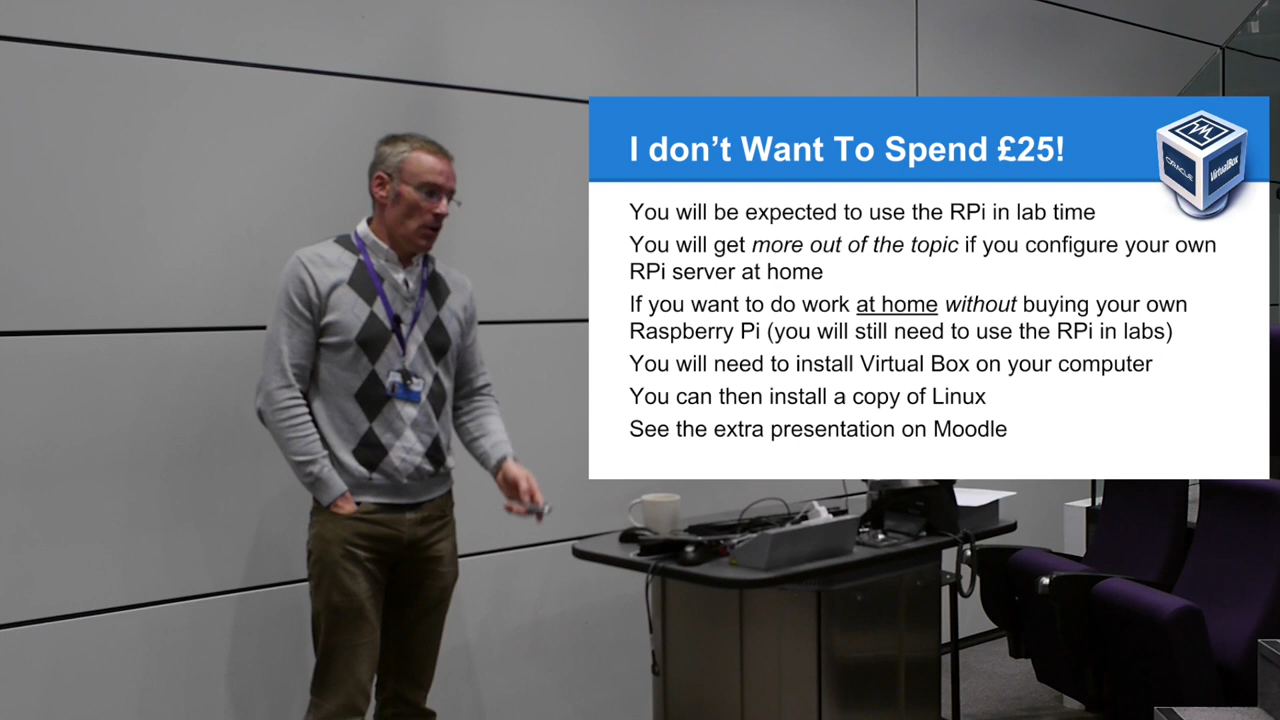 I don’t Want To Spend £25!
ORACLE
VirtualBox
You will be expected to use the RPi in lab time
You will get more out of the topic if you configure your own
RPi server at home
If you want to do work at home without buying your own
Raspberry Pi (you will still need to use the RPi in labs)
You will need to install Virtual Box on your computer
You can then install a copy of Linux
See the extra presentation on Moodle